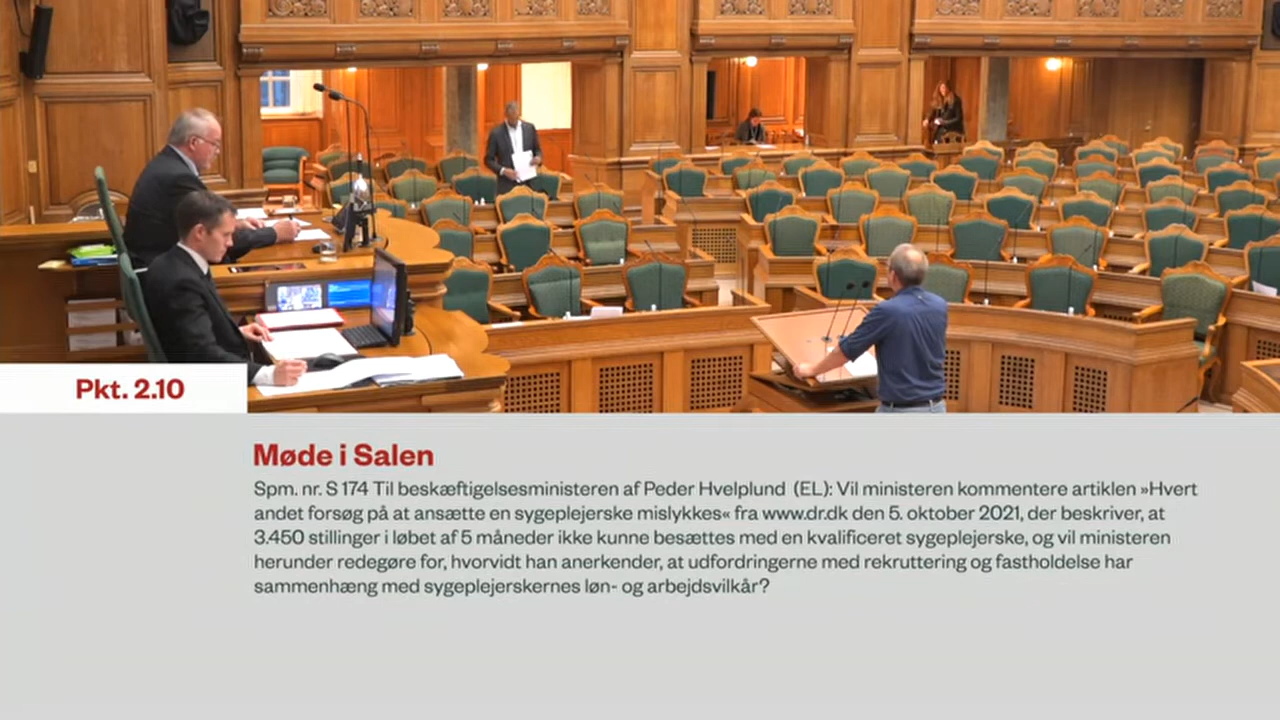 Pkt. 2.10
Møde i Salen
Spm. nr. S 174 Til beskæftigelsesministeren af Peder Hvelplund (EL): Vil ministeren kommentere artiklen »Hvert
andet forsøg på at ansætte en sygeplejerske mislykkes« fra www.dr.dk den 5. oktober 2021, der beskriver, at
3.450 stillinger i løbet af 5 måneder ikke kunne besættes med en kvalificeret sygeplejerske, og vil ministeren
herunder redegøre for, hvorvidt han anerkender, at udfordringerne med rekruttering og fastholdelse har
sammenhæng med sygeplejerskernes løn- og arbejdsvilkår?